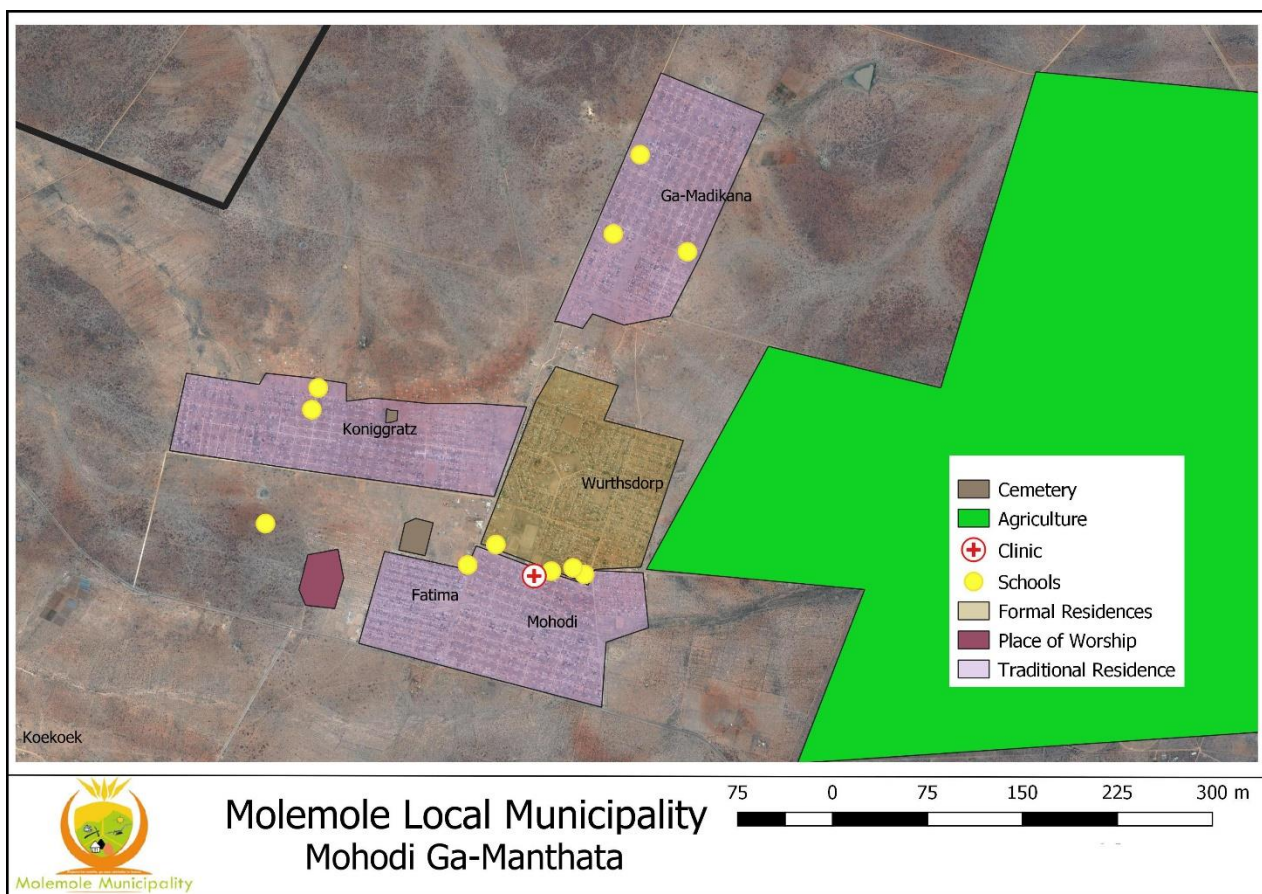 Ga-Madikana
Koniggratz
Wurthsdorp
Fatima
Mohodi
Koekoek
Cemetery
Agriculture
Clinic
Schools
Formal Residences
Place of Worship
Traditional Residence
Molemole Municipality
Molemole Local Municipality
Mohodi Ga-Manthata
75 0 75 150 225 300 m